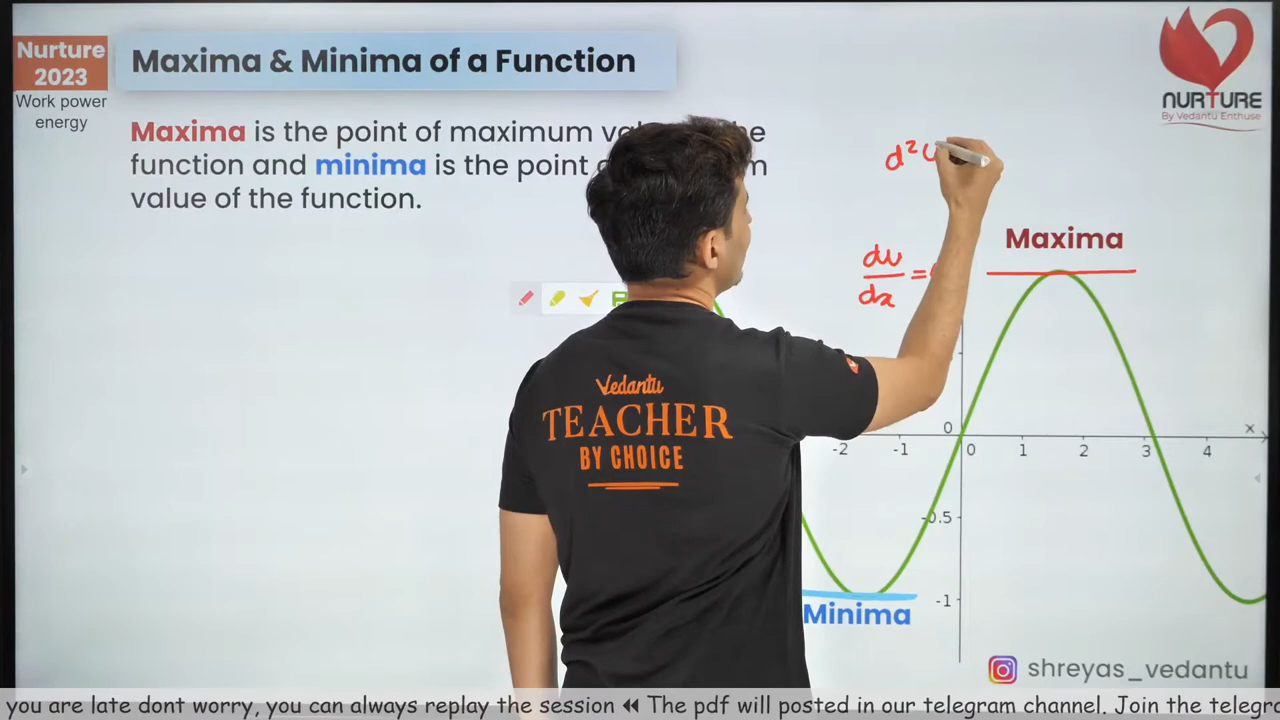 Nurture
2023
Work power
energy
Maxima & Minima of a Function
Maxima is the point of maximum
function and minima is the point
value of the function.
NURTURE
By Vedantu Enthuse
d²
du
dx
=
Maxima
Vedantu
TEACHER
BY CHOICE
0
x
-2 -1 0 1 2 3 4
-0.5
-1
Minima
shreyas_vedantu
you are late dont worry, you can always replay the session ⏪ The pdf will posted in our telegram channel. Join the